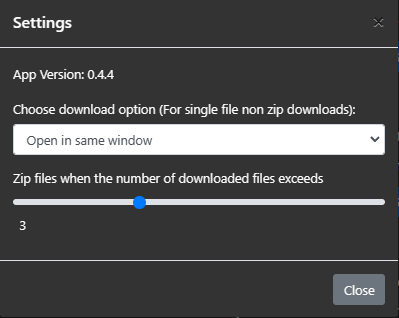 Settings
×
App Version: 0.4.4
Choose download option (For single file non zip downloads):
Open in same window
Zip files when the number of downloaded files exceeds
3
Close